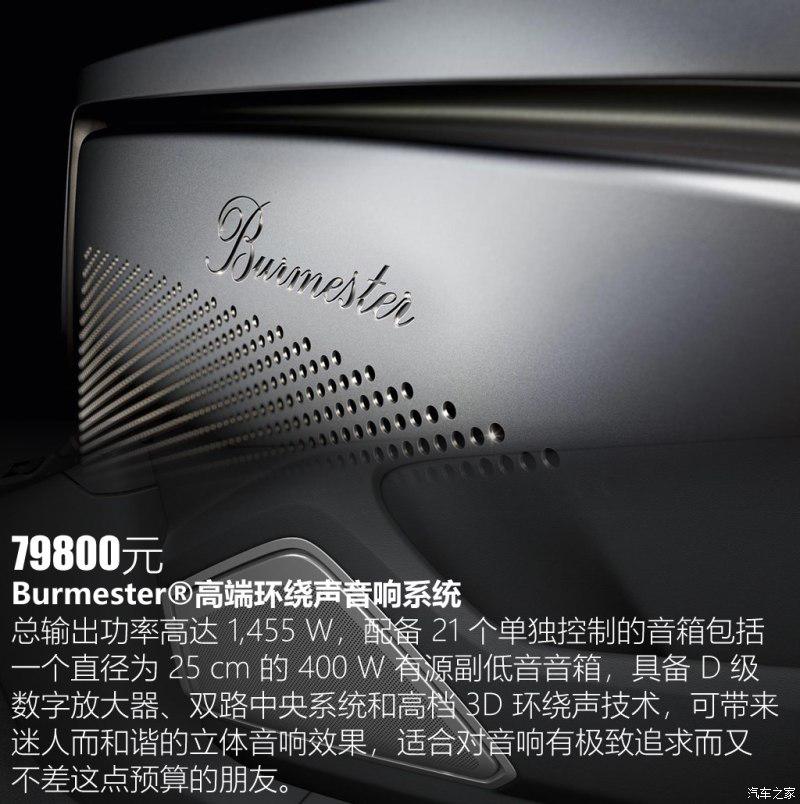 Burmester
79800元
Burmester®高端环绕声音响系统
总输出功率高达 1,455 W，配备 21 个单独控制的音箱包括
一个直径为 25 cm 的 400 W 有源副低音音箱，具备 D 级
数字放大器、双路中央系统和高档 3D 环绕声技术，可带来
迷人而和谐的立体音响效果，适合对音响有极致追求而又
不差这点预算的朋友。
汽车之家